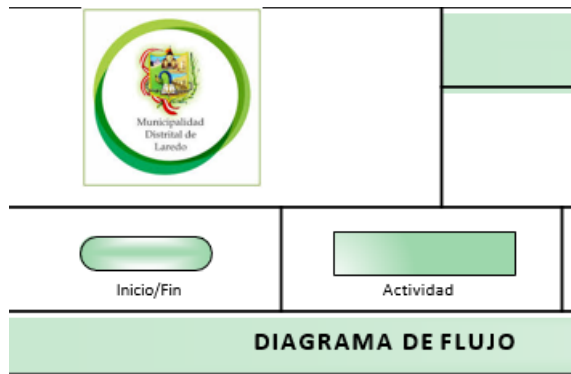 Municipalidad
Distrital de
Laredo
Inicio/Fin
Actividad
DIAGRAMA DE FLUJO